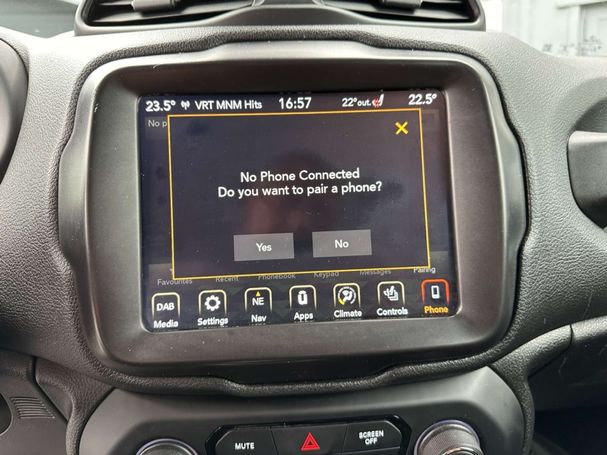 23.5° VRT MNM Hits 16:57 22°out. 22.5°
No p
No Phone Connected
Do you want to pair a phone?
Yes No
Favourites Recent Phonebook Keypad Messages Pairing
DAB NE
Media Settings Nav Apps Climate Controls Phone
MUTE SCREEN OFF